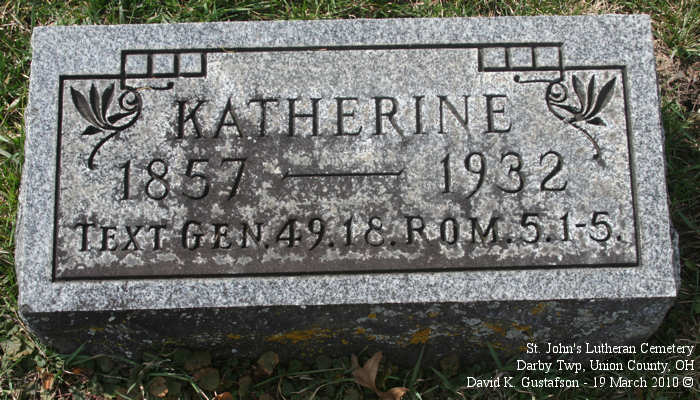 KATHERINE
1857 — 1932
TEXT GEN. 49.18. ROM. 5.1-5.
St. John's Lutheran Cemetery
Darby Twp, Union County, OH
David K. Gustafson - 19 March 2010 ©